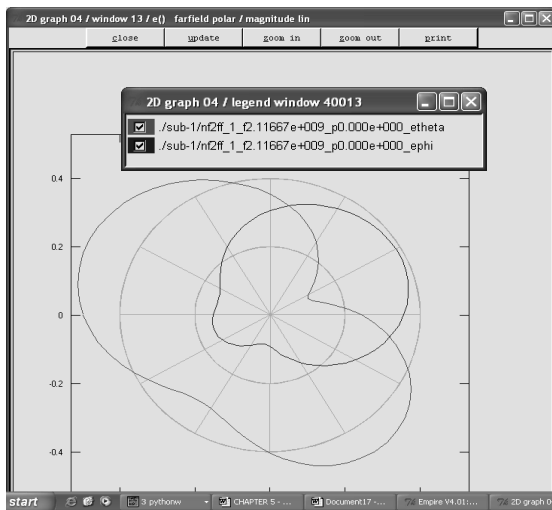 2D graph 04 / window 13 / e() farfield polar / magnitude lin
close update zoom in zoom out print
2D graph 04 / legend window 40013
./sub-1/nf2ff_1_f2.11667e+009_p0.000e+000_etheta
./sub-1/nf2ff_1_f2.11667e+009_p0.000e+000_ephi
0.4
0.2
0
-0.2
-0.4
start 3 pythonw CHAPTER 5 - ... Document17 -... Empire V4.01:... 2D graph 0